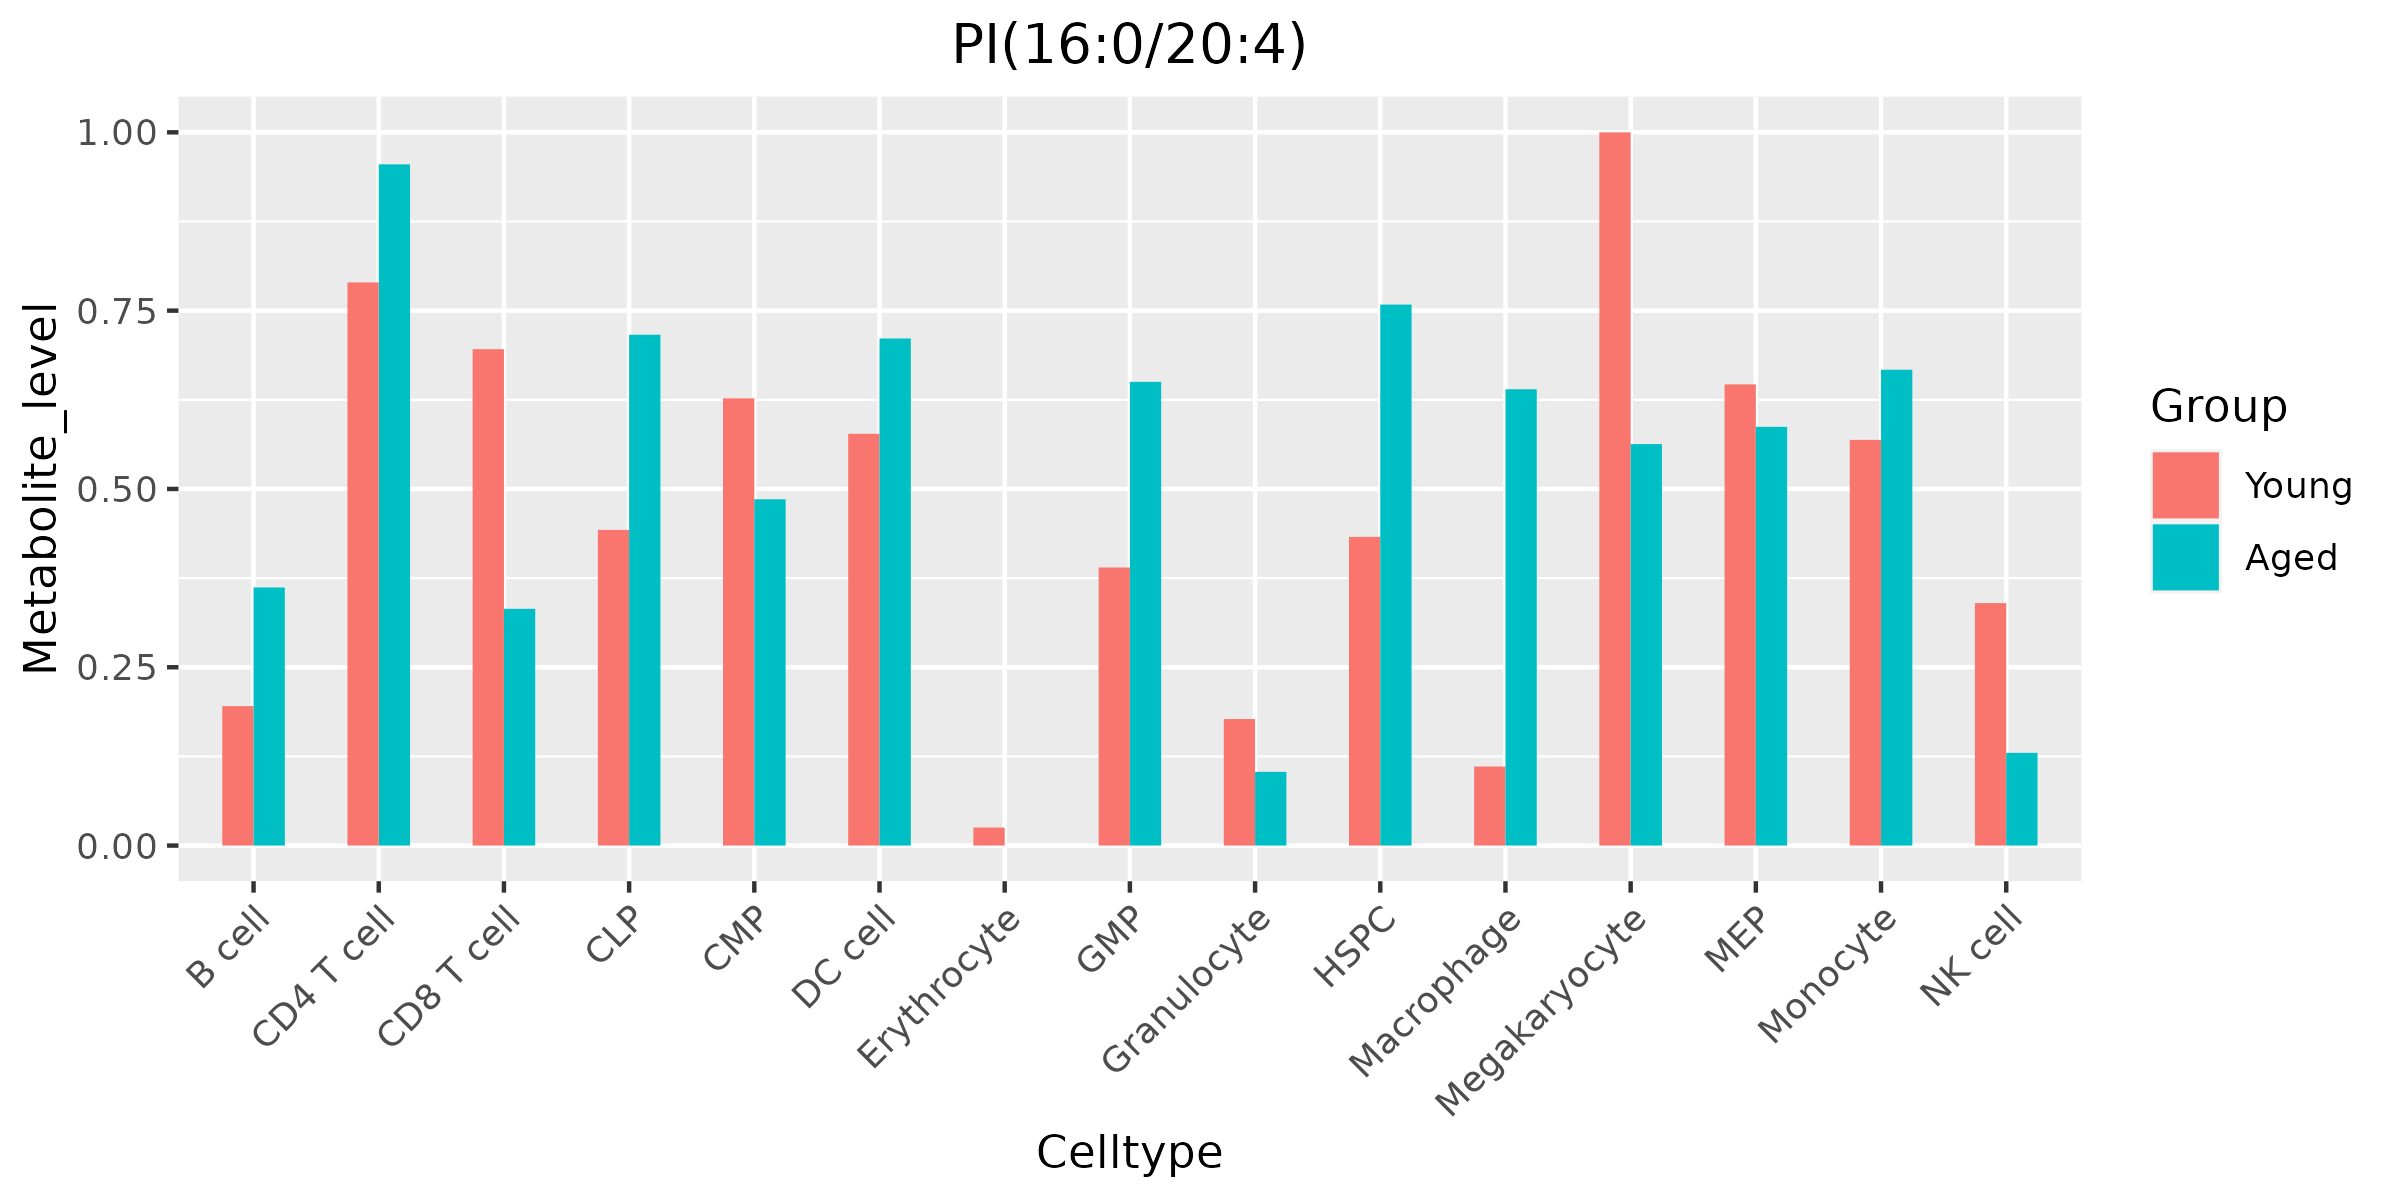 PI(16:0/20:4)
Metabolite_level
1.00
0.75
0.50
0.25
0.00
B cell
CD4 T cell
CD8 T cell
CLP
CMP
DC cell
Erythrocyte
GMP
Granulocyte
HSPC
Macrophage
Megakaryocyte
MEP
Monocyte
NK cell
Celltype
Group
Young
Aged